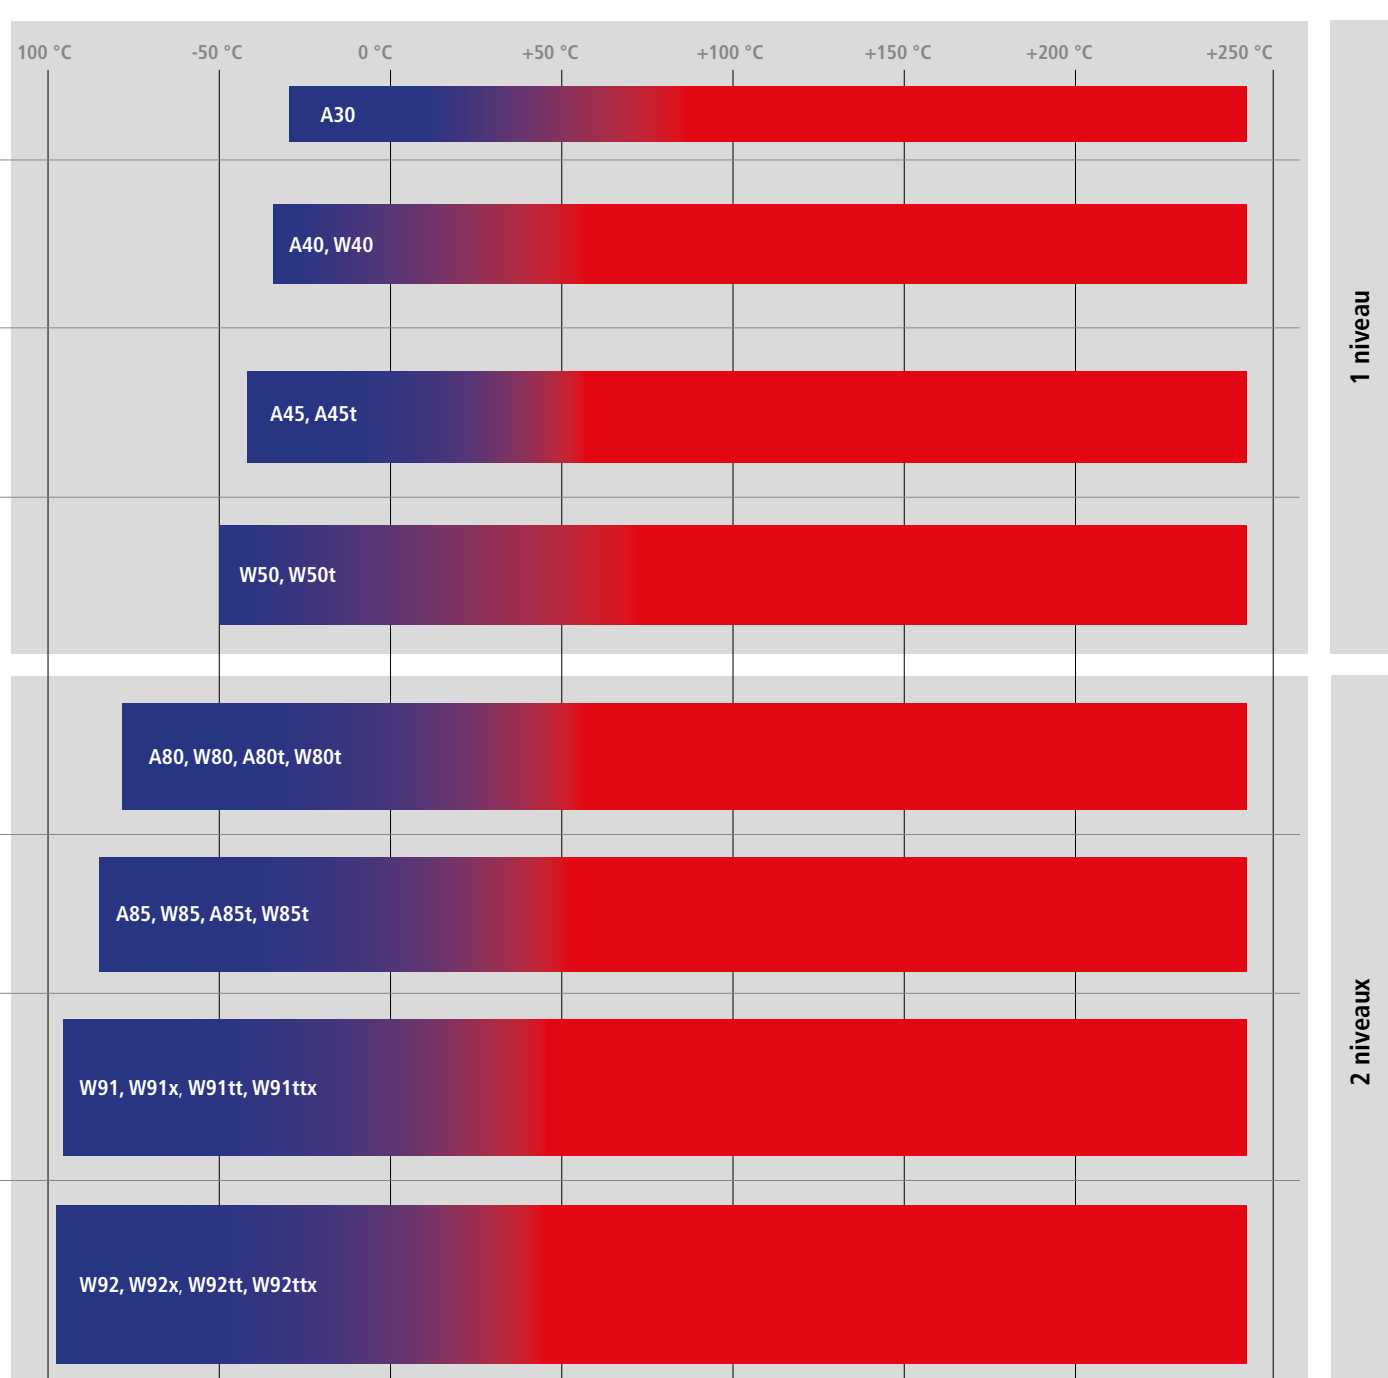 100 °C -50 °C 0 °C +50 °C +100 °C +150 °C +200 °C +250 °C
A30
A40, W40
A45, A45t
W50, W50t
1 niveau
A80, W80, A80t, W80t
A85, W85, A85t, W85t
W91, W91x, W91tt, W91ttx
W92, W92x, W92tt, W92ttx
2 niveaux